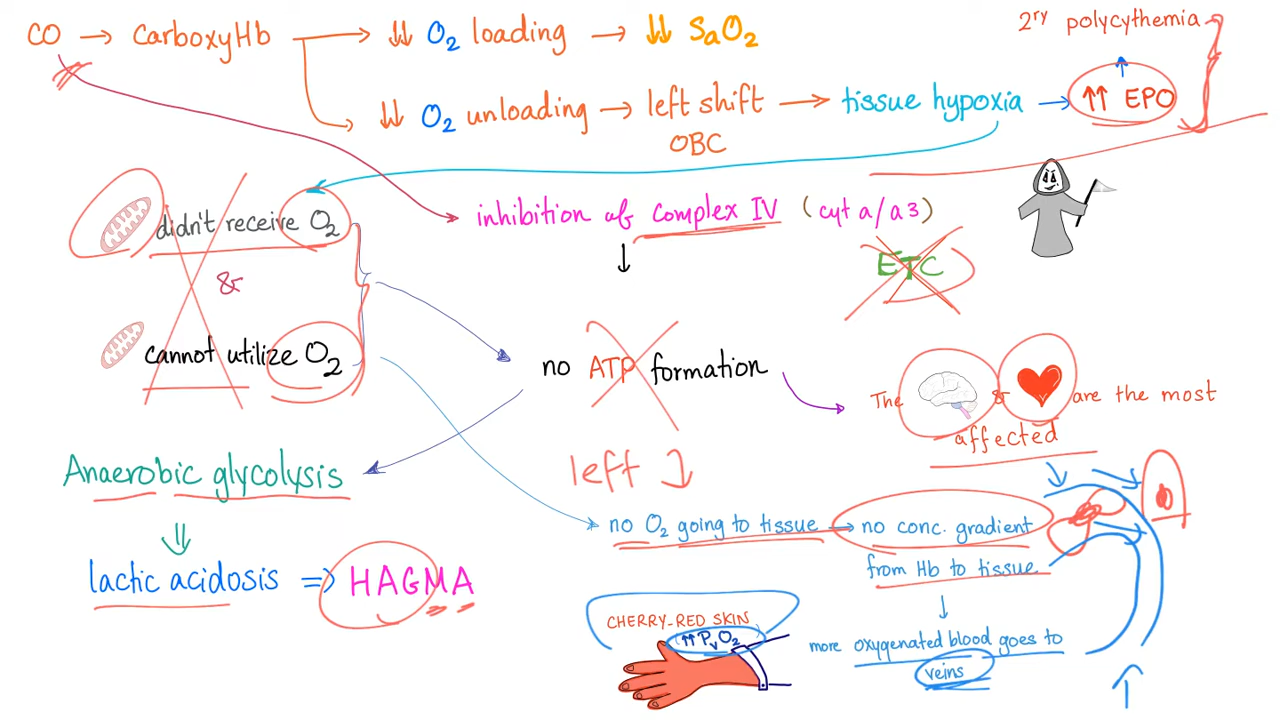 2ry polycythemia
CO → CarboxyHb → ↓↓ O2 loading → ↓↓ SaO2
↓↓ O2 unloading → left shift → tissue hypoxia → ↑↑ EPO
OBC
didn't receive O2
inhibition of Complex IV (cyt a/a3)
&
ETC
cannot utilize O2
no ATP formation
The & are the most
affected
Anaerobic glycolysis
left ↓
no O2 going to tissue → no conc. gradient
from Hb to tissue
lactic acidosis => HAGMA
CHERRY-RED SKIN
↑↑ PvO2
more oxygenated blood goes to
veins